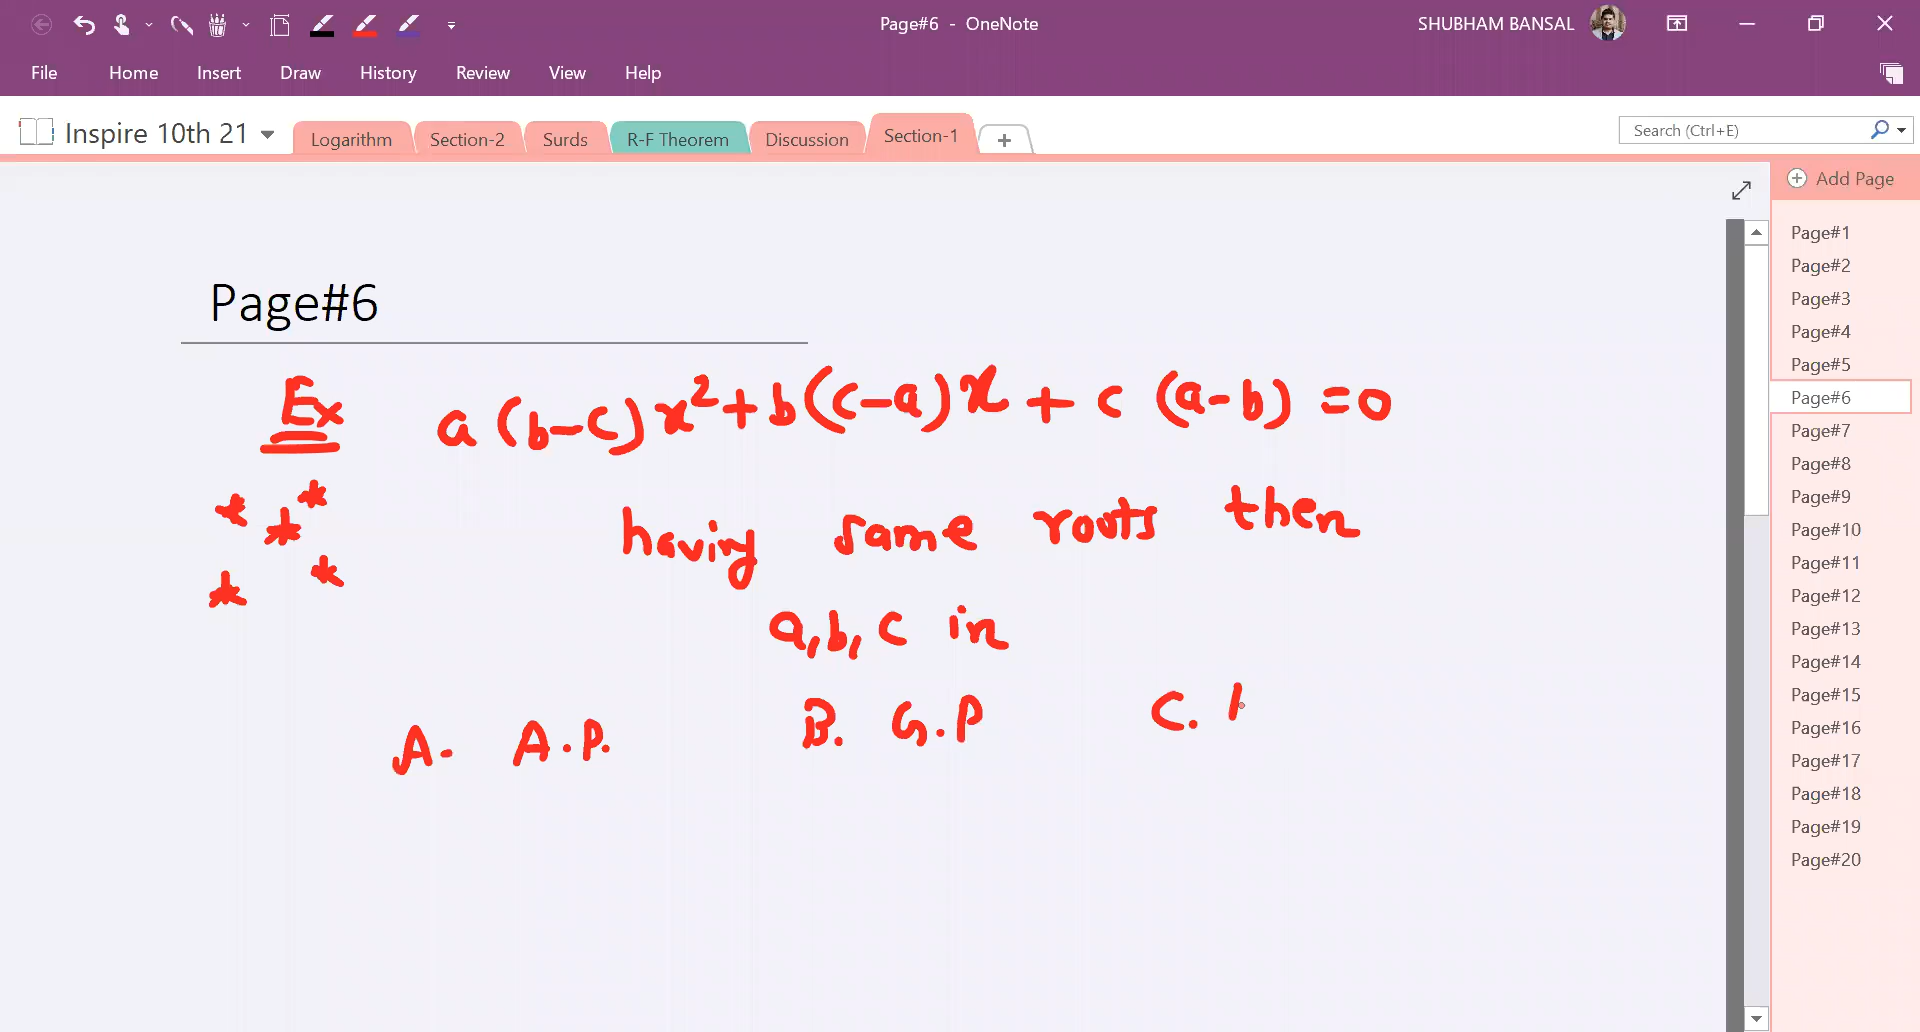 Page#6 - OneNote
SHUBHAM BANSAL
File Home Insert Draw History Review View Help
Inspire 10th 21
Logarithm Section-2 Surds R-F Theorem Discussion Section-1
Search (Ctrl+E)
Add Page
Page#6
Ex a(b-c)x²+b(c-a)x + c(a-b) =0
having same roots then
a,b, c in
A. A.P. B. G.P C.
Page#1
Page#2
Page#3
Page#4
Page#5
Page#6
Page#7
Page#8
Page#9
Page#10
Page#11
Page#12
Page#13
Page#14
Page#15
Page#16
Page#17
Page#18
Page#19
Page#20